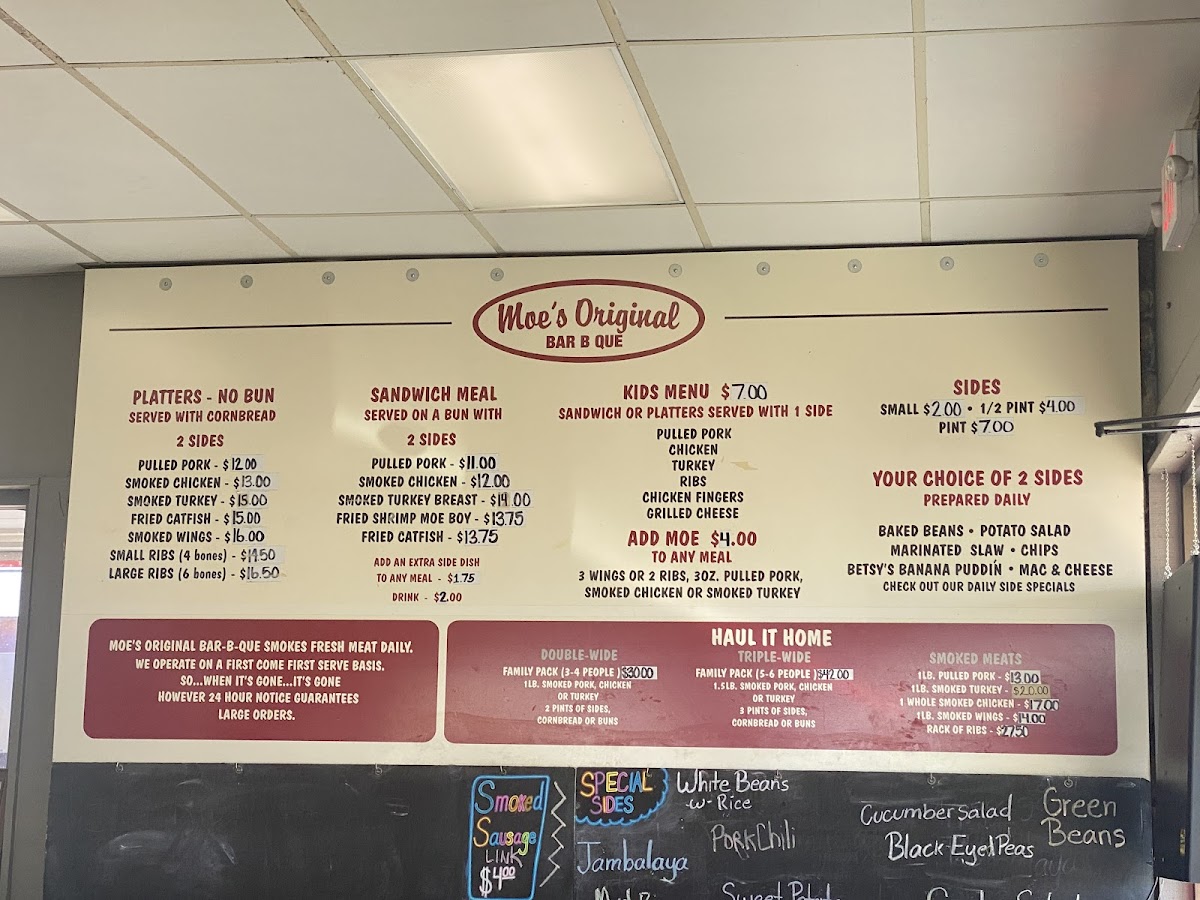 Moe's Original
BAR B QUE
PLATTERS - NO BUN
SERVED WITH CORNBREAD
2 SIDES
PULLED PORK - $12.00
SMOKED CHICKEN - $13.00
SMOKED TURKEY - $15.00
FRIED CATFISH - $15.00
SMOKED WINGS - $16.00
SMALL RIBS (4 bones) - $14.50
LARGE RIBS (6 bones) - $16.50
SANDWICH MEAL
SERVED ON A BUN WITH
2 SIDES
PULLED PORK - $11.00
SMOKED CHICKEN - $12.00
SMOKED TURKEY BREAST - $14.00
FRIED SHRIMP MOE BOY - $13.75
FRIED CATFISH - $13.75
ADD AN EXTRA SIDE DISH
TO ANY MEAL - $1.75
DRINK - $2.00
KIDS MENU $7.00
SANDWICH OR PLATTERS SERVED WITH 1 SIDE
PULLED PORK
CHICKEN
TURKEY
RIBS
CHICKEN FINGERS
GRILLED CHEESE
ADD MOE $4.00
TO ANY MEAL
3 WINGS OR 2 RIBS, 3OZ. PULLED PORK,
SMOKED CHICKEN OR SMOKED TURKEY
SIDES
SMALL $2.00 • 1/2 PINT $4.00
PINT $7.00
YOUR CHOICE OF 2 SIDES
PREPARED DAILY
BAKED BEANS • POTATO SALAD
MARINATED SLAW • CHIPS
BETSY'S BANANA PUDDIN • MAC & CHEESE
CHECK OUT OUR DAILY SIDE SPECIALS
MOE'S ORIGINAL BAR-B-QUE SMOKES FRESH MEAT DAILY.
WE OPERATE ON A FIRST COME FIRST SERVE BASIS.
SO...WHEN IT'S GONE...IT'S GONE
HOWEVER 24 HOUR NOTICE GUARANTEES
LARGE ORDERS.
HAUL IT HOME
DOUBLE-WIDE
FAMILY PACK (3-4 PEOPLE )$30.00
1LB. SMOKED PORK, CHICKEN
OR TURKEY
2 PINTS OF SIDES,
CORNBREAD OR BUNS
TRIPLE-WIDE
FAMILY PACK (5-6 PEOPLE )$42.00
1.5LB. SMOKED PORK, CHICKEN
OR TURKEY
3 PINTS OF SIDES,
CORNBREAD OR BUNS
SMOKED MEATS
1LB. PULLED PORK - $13.00
1LB. SMOKED TURKEY - $20.00
1 WHOLE SMOKED CHICKEN - $17.00
1LB. SMOKED WINGS - $14.00
RACK OF RIBS - $27.50
Smoked
Sausage
LINK
$4.00
SPECIAL
SIDES
White Beans
w- Rice
Pork Chili
Jambalaya
Cucumber Salad
Black-Eyed Peas
Green
Beans